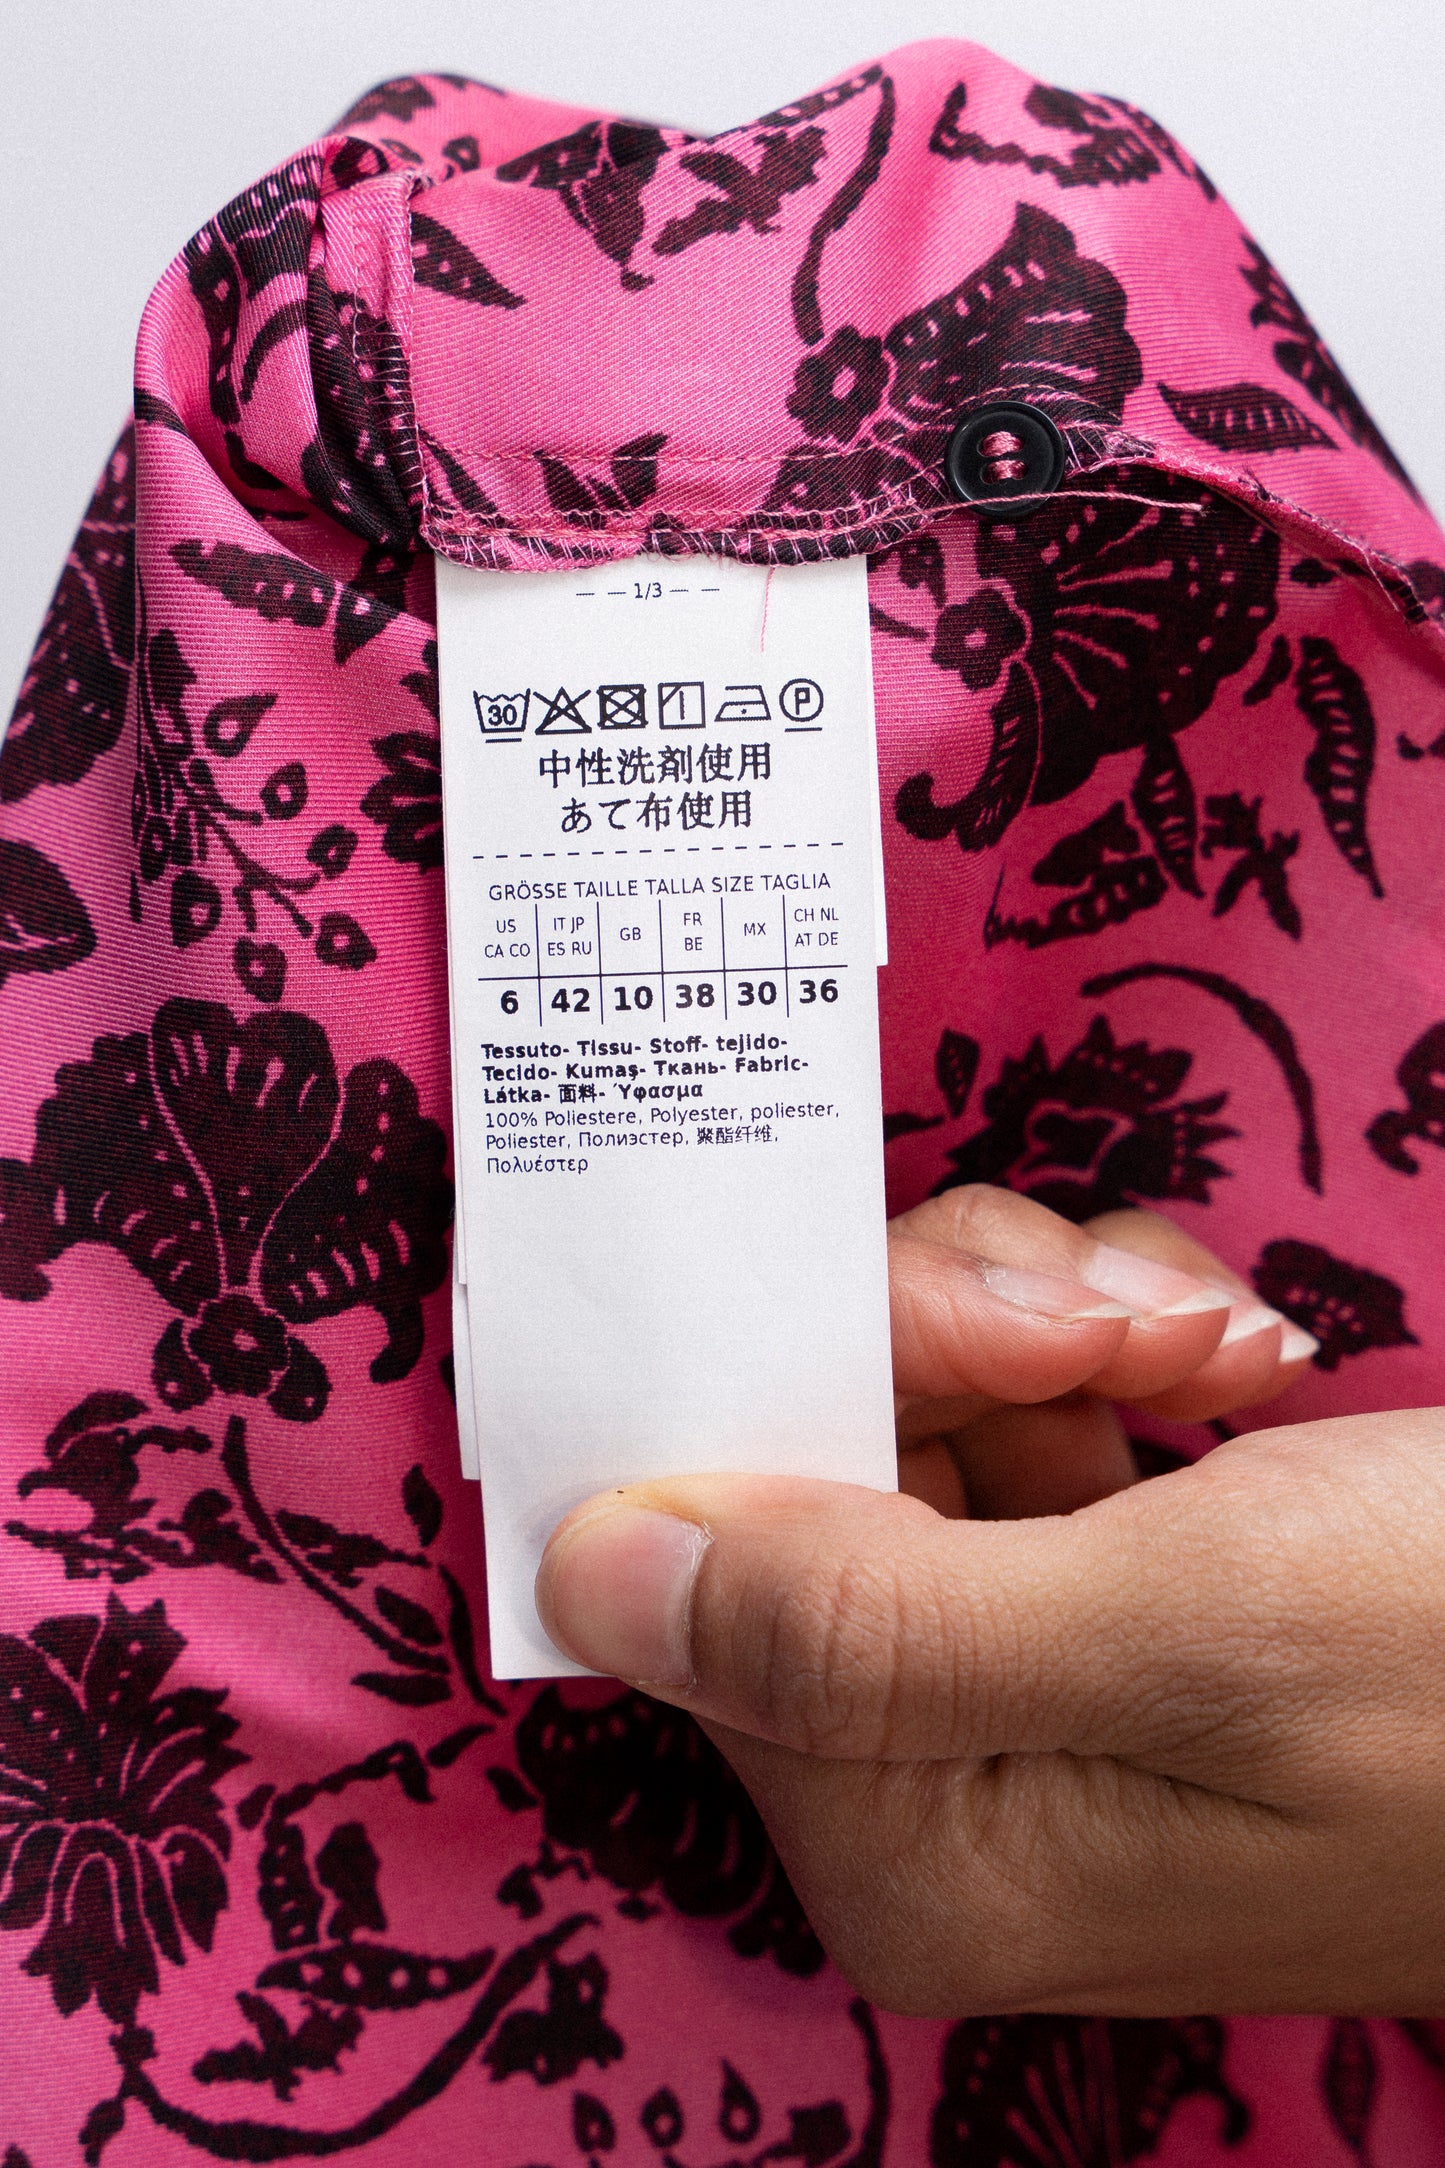 — — 1/3 — —
30 P
中性洗剤使用
あて布使用
GRÖSSE TAILLE TALLA SIZE TAGLIA
US CA CO | IT JP ES RU | GB | FR BE | MX | CH NL AT DE
6 | 42 | 10 | 38 | 30 | 36
Tessuto- Tissu- Stoff- tejido-
Tecido- Kumaş- Ткань- Fabric-
Látka- 面料- Ύφασμα
100% Poliestere, Polyester, poliester,
Poliester, Полиэстер, 聚酯纤维,
Πολυέστερ